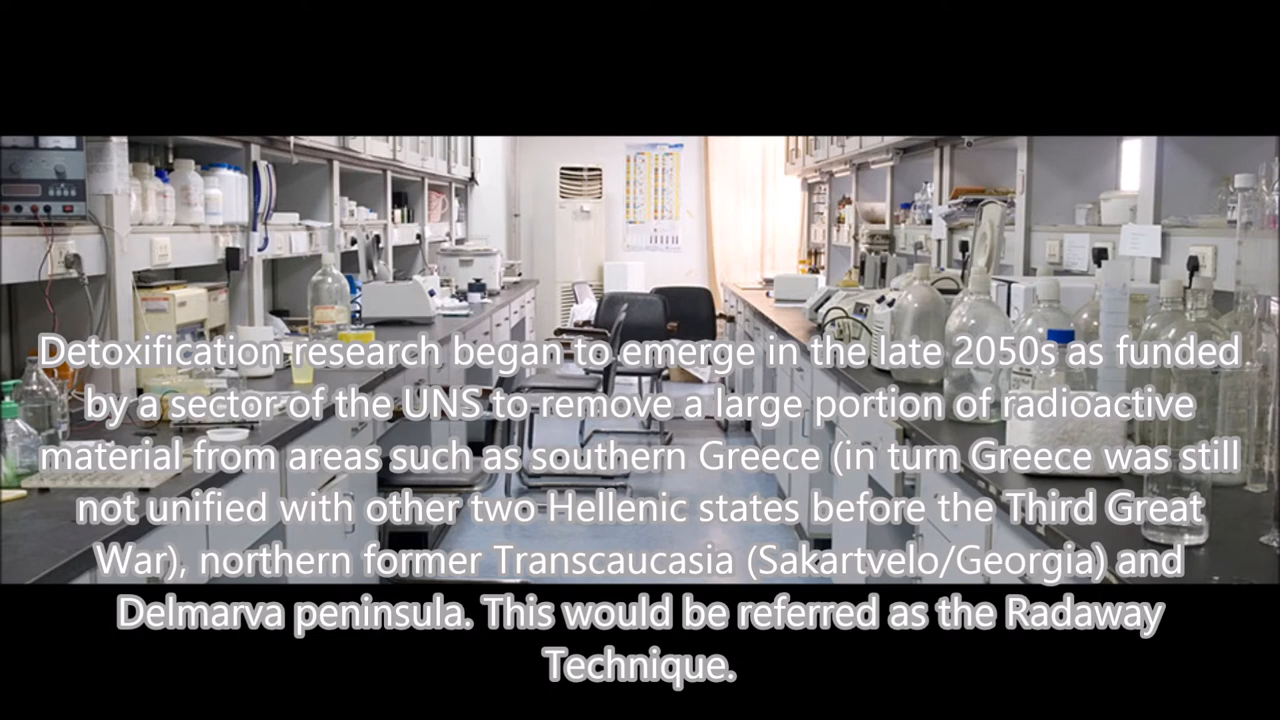 Detoxification research began to emerge in the late 2050s as funded
by a sector of the UNS to remove a large portion of radioactive
material from areas such as southern Greece (in turn Greece was still
not unified with other two Hellenic states before the Third Great
War), northern former Transcaucasia (Sakartvelo/Georgia) and
Delmarva peninsula. This would be referred as the Radaway
Technique.